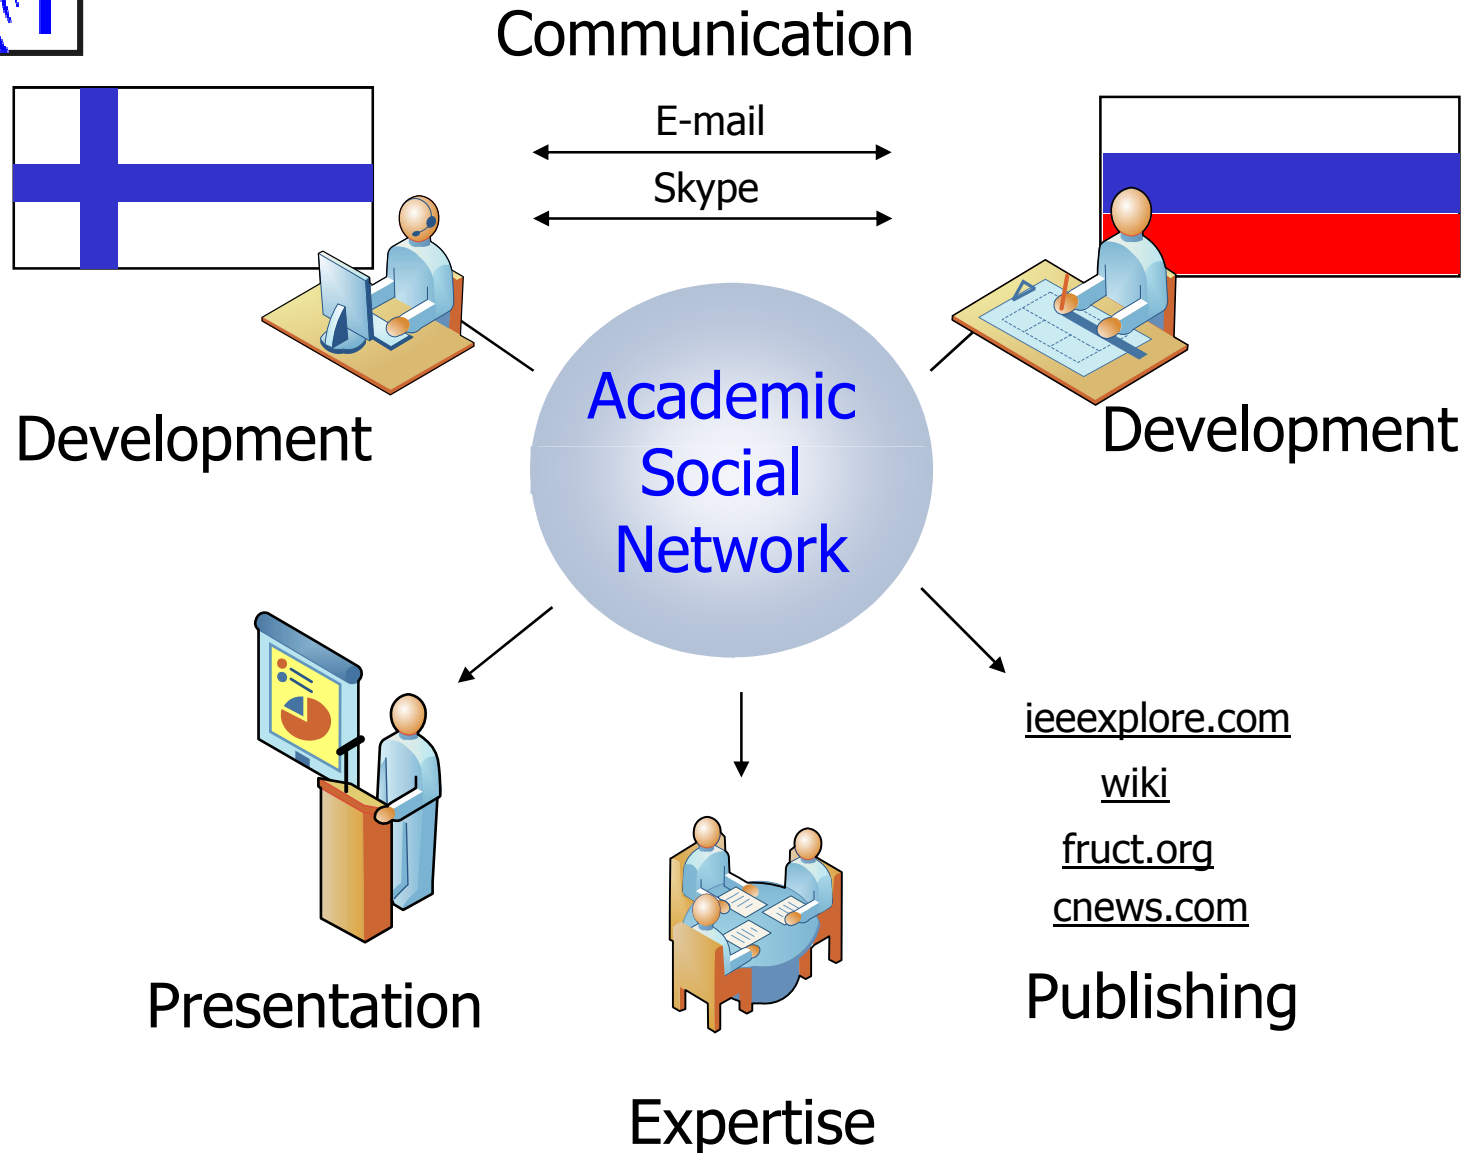 Communication
E-mail
Skype
Development
Development
Academic
Social
Network
ieeexplore.com
wiki
fruct.org
cnews.com
Presentation
Publishing
Expertise